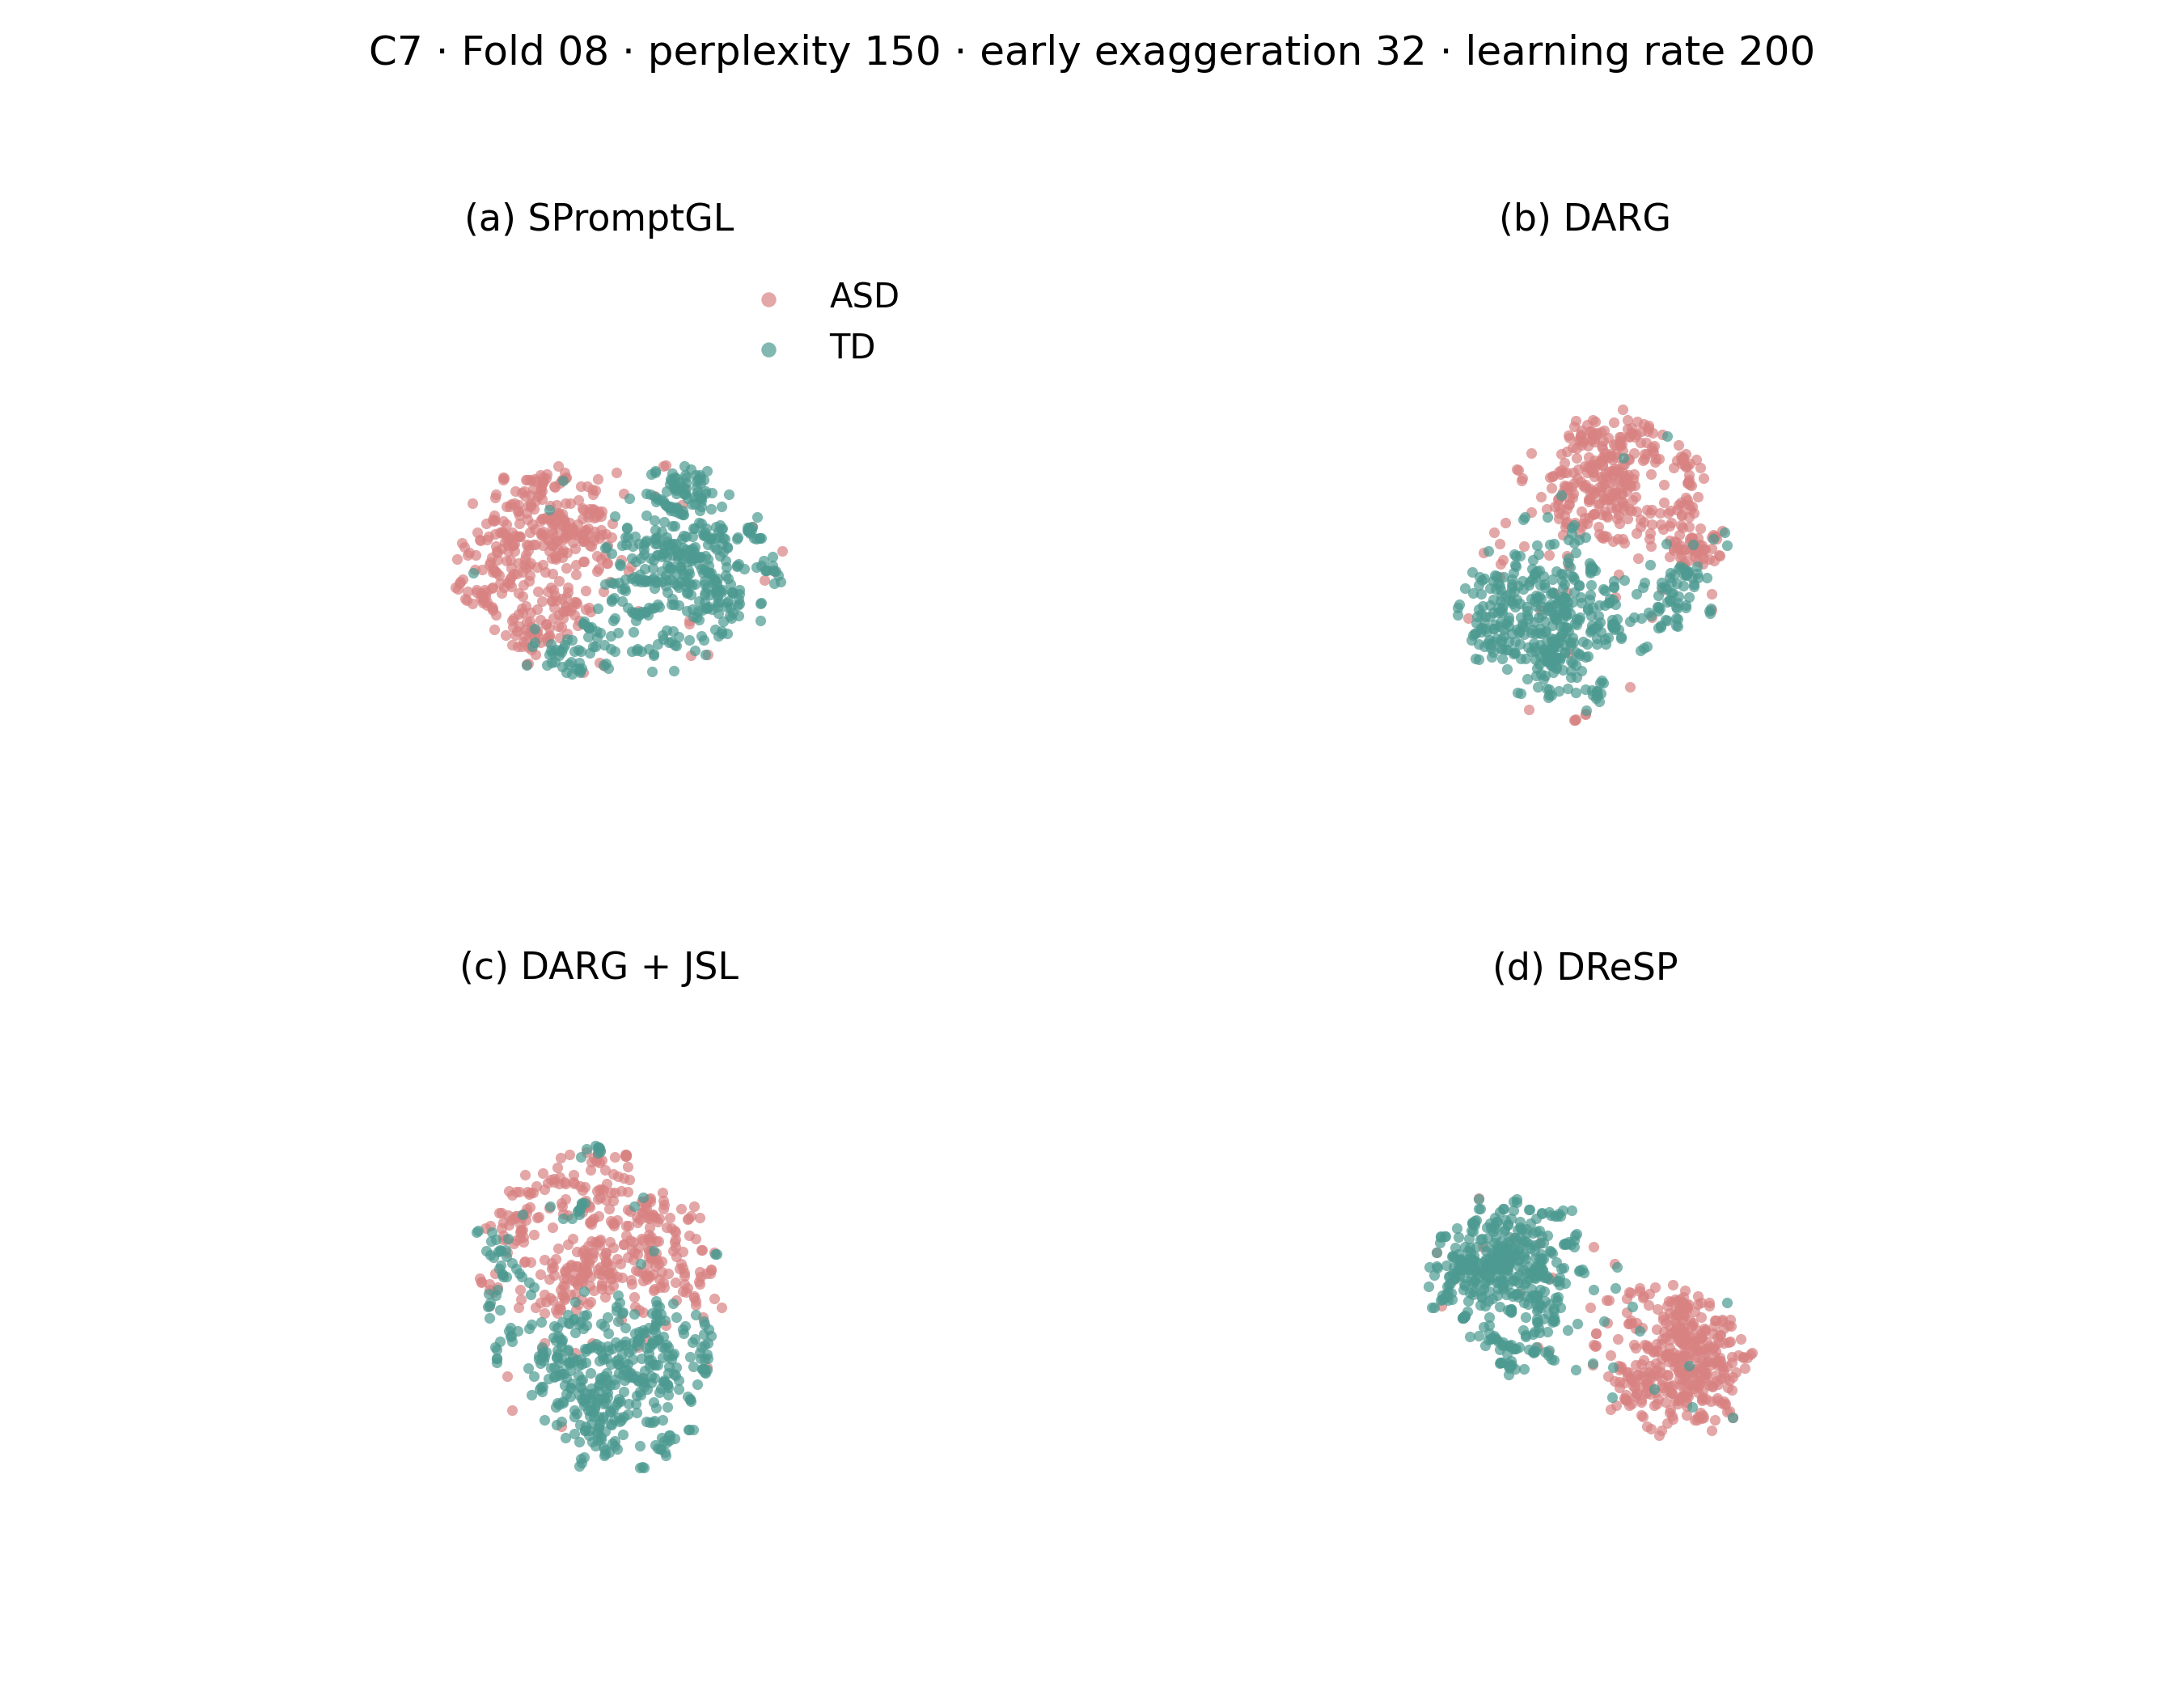 C7 · Fold 08 · perplexity 150 · early exaggeration 32 · learning rate 200
(a) SPromptGL
(b) DARG
ASD
TD
(c) DARG + JSL
(d) DReSP